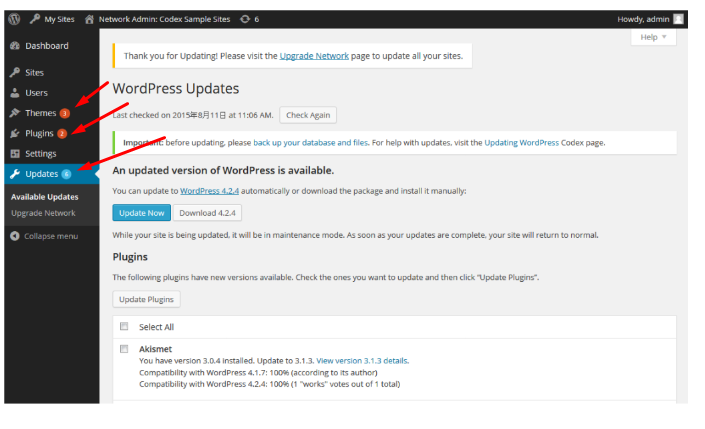 My Sites Network Admin: Codex Sample Sites 6 Howdy, admin
Help
Dashboard
Sites
Users
Themes 3
Plugins 2
Settings
Updates 6
Available Updates
Upgrade Network
Collapse menu
Thank you for Updating! Please visit the Upgrade Network page to update all your sites.
WordPress Updates
Last checked on 2015年8月11日 at 11:06 AM. Check Again
Important: before updating, please back up your database and files. For help with updates, visit the Updating WordPress Codex page.
An updated version of WordPress is available.
You can update to WordPress 4.2.4 automatically or download the package and install it manually:
Update Now Download 4.2.4
While your site is being updated, it will be in maintenance mode. As soon as your updates are complete, your site will return to normal.
Plugins
The following plugins have new versions available. Check the ones you want to update and then click "Update Plugins".
Update Plugins
Select All
Akismet
You have version 3.0.4 installed. Update to 3.1.3. View version 3.1.3 details.
Compatibility with WordPress 4.1.7: 100% (according to its author)
Compatibility with WordPress 4.2.4: 100% (1 "works" votes out of 1 total)